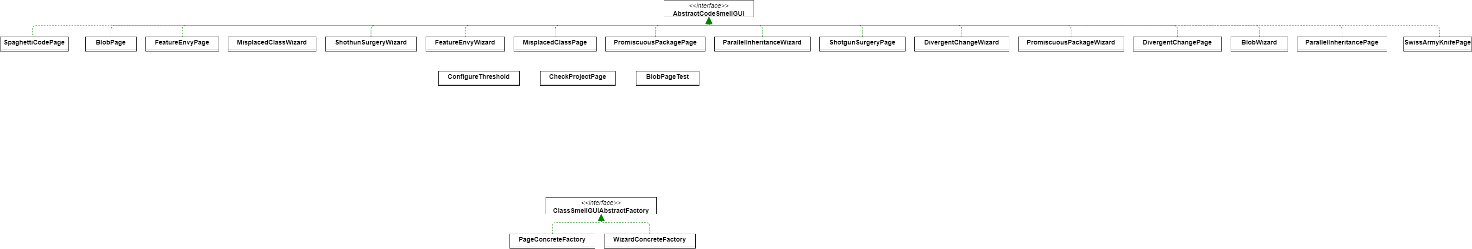 <<interface>>
AbstractCodeSmellGUI
SpaghettiCodePage
BlobPage
FeatureEnvyPage
MisplacedClassWizard
ShothunSurgeryWizard
FeatureEnvyWizard
MisplacedClassPage
PromiscuousPackagePage
ParallelInheritanceWizard
ShotgunSurgeryPage
DivergentChangeWizard
PromiscuousPackageWizard
DivergentChangePage
BlobWizard
ParallelInheritancePage
SwissArmyKnifePage
ConfigureThreshold
CheckProjectPage
BlobPageTest
<<interface>>
ClassSmellGUIAbstractFactory
PageConcreteFactory
WizardConcreteFactory